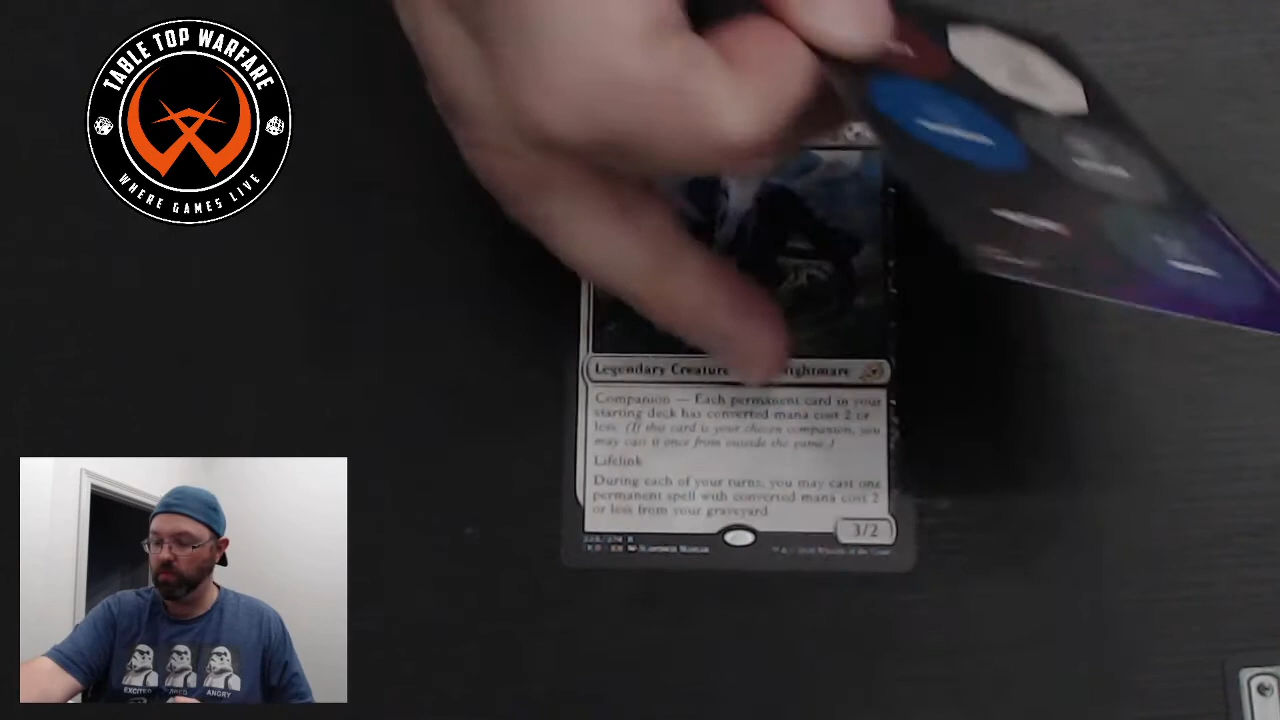 TABLE TOP WARFARE
WHERE GAMES LIVE
Legendary Creature
Companion — Each permanent card in your
starting deck has converted mana cost 2 or
less. (If this card is your chosen companion, you
may cast it once from outside the game.)
Lifelink
During each of your turns, you may cast one
permanent spell with converted mana cost 2
or less from your graveyard.
3/2
EXCITED
ANGRY